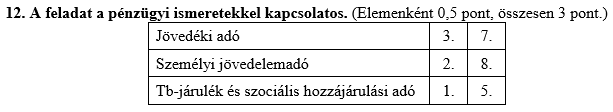 12. A feladat a pénzügyi ismeretekkel kapcsolatos. (Elemenként 0,5 pont, összesen 3 pont.)
Jövedéki adó 3. 7.
Személyi jövedelemadó 2. 8.
Tb-járulék és szociális hozzájárulási adó 1. 5.